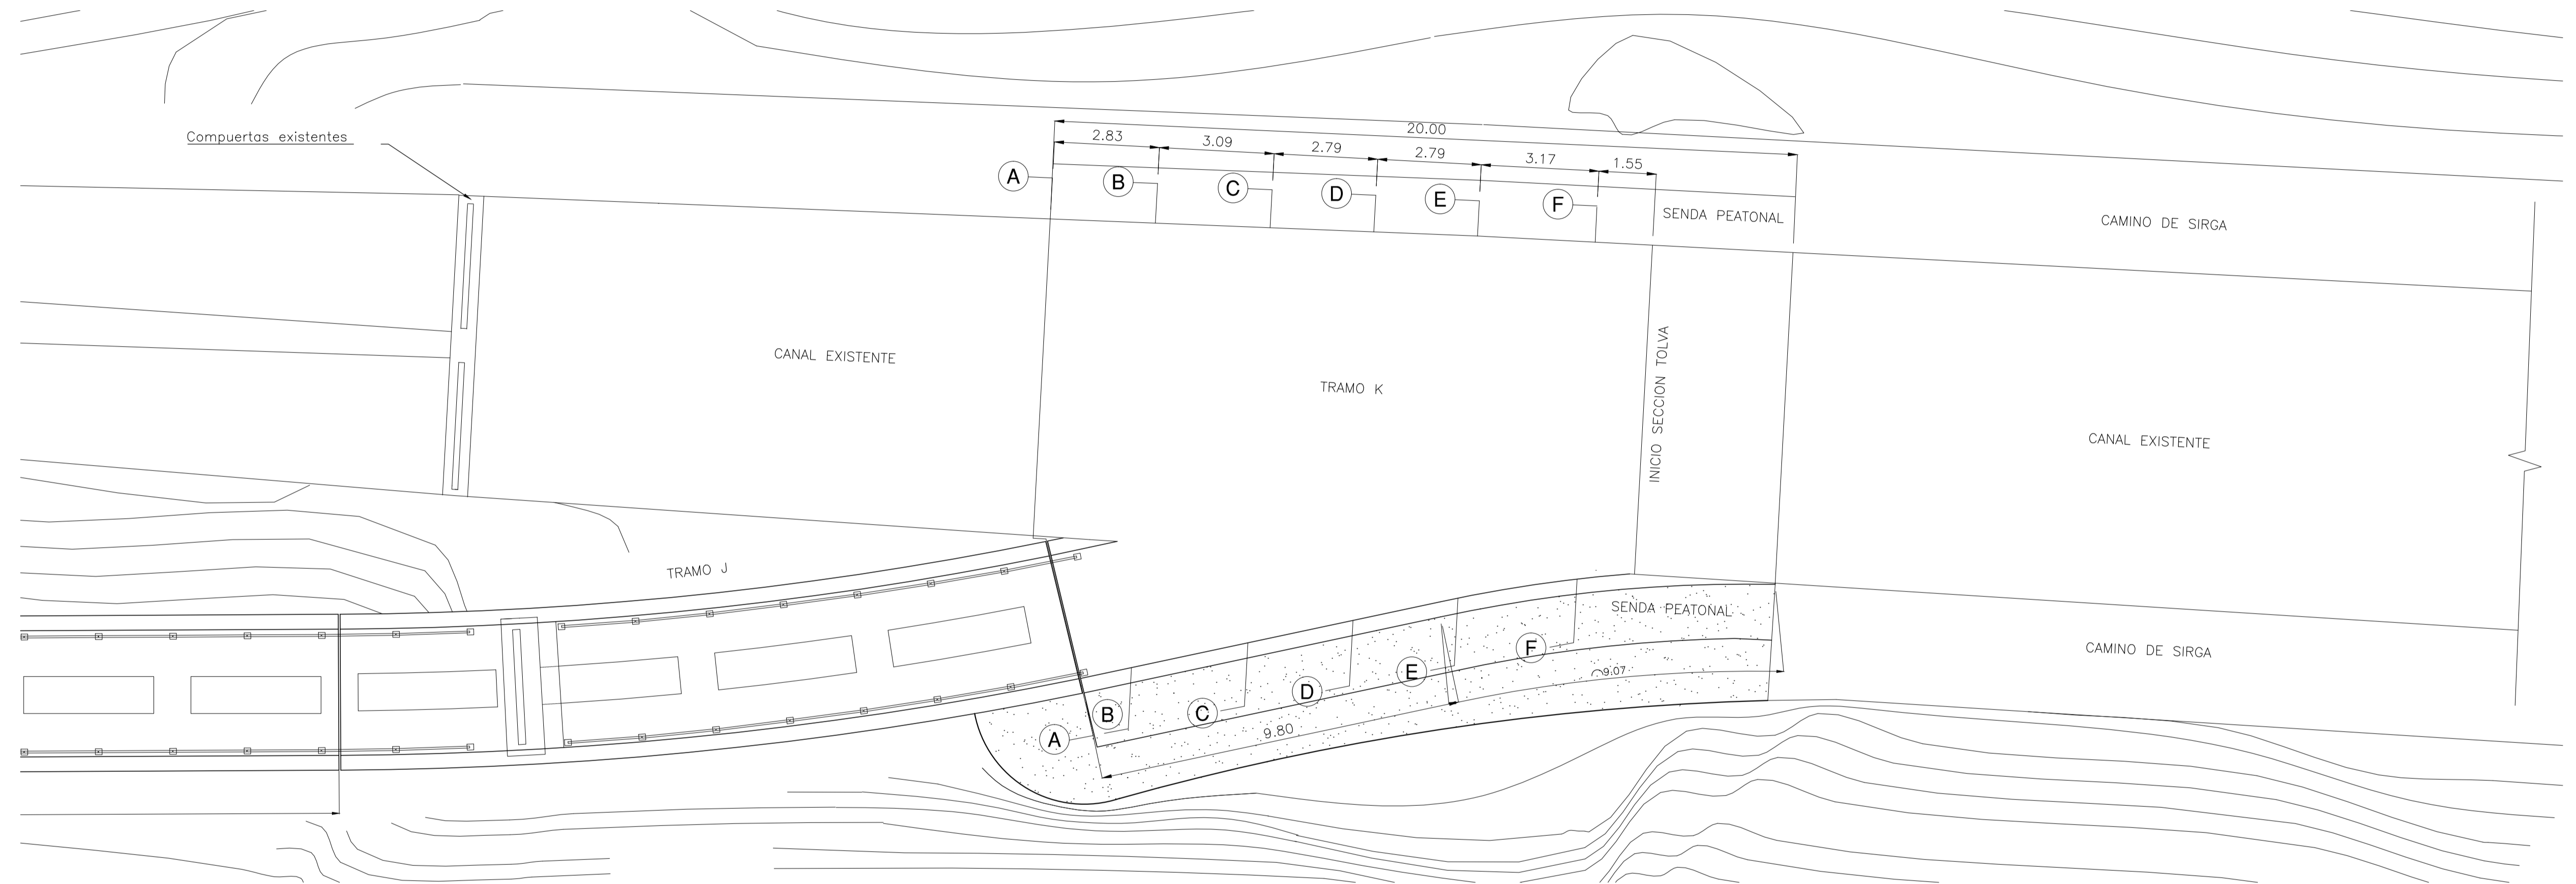 Compuertas existentes
20.00
2.83
3.09
2.79
2.79
3.17
1.55
A
B
C
D
E
F
SENDA PEATONAL
CAMINO DE SIRGA
CANAL EXISTENTE
TRAMO K
INICIO SECCION TOLVA
CANAL EXISTENTE
TRAMO J
SENDA PEATONAL
CAMINO DE SIRGA
A
B
C
D
E
F
9.80
9.07